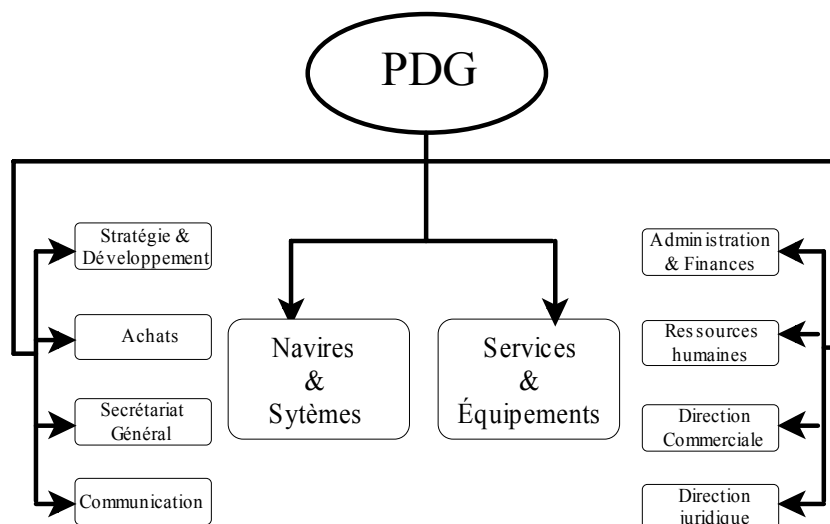 PDG
Stratégie &
Développement
Achats
Secrétariat
Général
Communication
Navires
&
Sytèmes
Services
&
Équipements
Administration
& Finances
Ressources
humaines
Direction
Commerciale
Direction
juridique